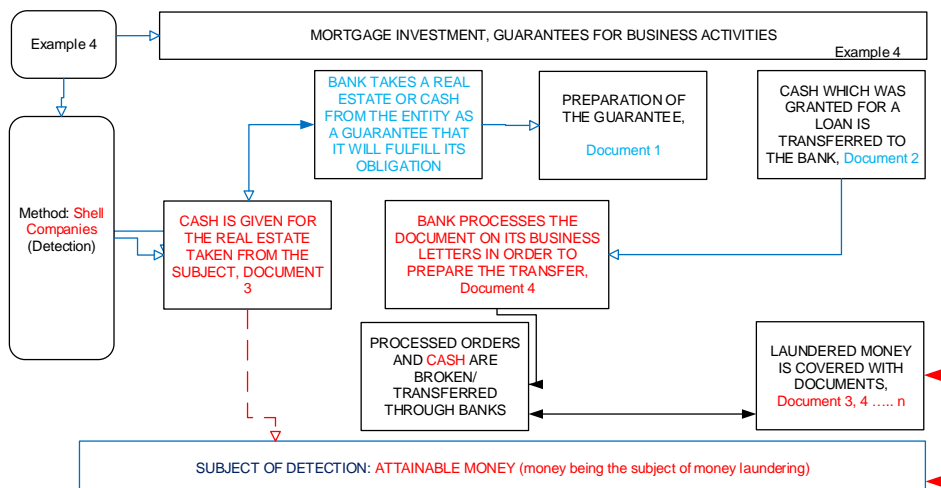 Example 4
MORTGAGE INVESTMENT, GUARANTEES FOR BUSINESS ACTIVITIES
Example 4
BANK TAKES A REAL
ESTATE OR CASH
FROM THE ENTITY AS
A GUARANTEE THAT
IT WILL FULFILL ITS
OBLIGATION
PREPARATION OF
THE GUARANTEE,
Document 1
CASH WHICH WAS
GRANTED FOR A
LOAN IS
TRANSFERRED TO
THE BANK, Document 2
Method: Shell
Companies
(Detection)
CASH IS GIVEN FOR
THE REAL ESTATE
TAKEN FROM THE
SUBJECT, DOCUMENT
3
BANK PROCESSES THE
DOCUMENT ON ITS BUSINESS
LETTERS IN ORDER TO
PREPARE THE TRANSFER,
Document 4
PROCESSED ORDERS
AND CASH ARE
BROKEN/
TRANSFERRED
THROUGH BANKS
LAUNDERED MONEY
IS COVERED WITH
DOCUMENTS,
Document 3, 4 ..... n
SUBJECT OF DETECTION: ATTAINABLE MONEY (money being the subject of money laundering)